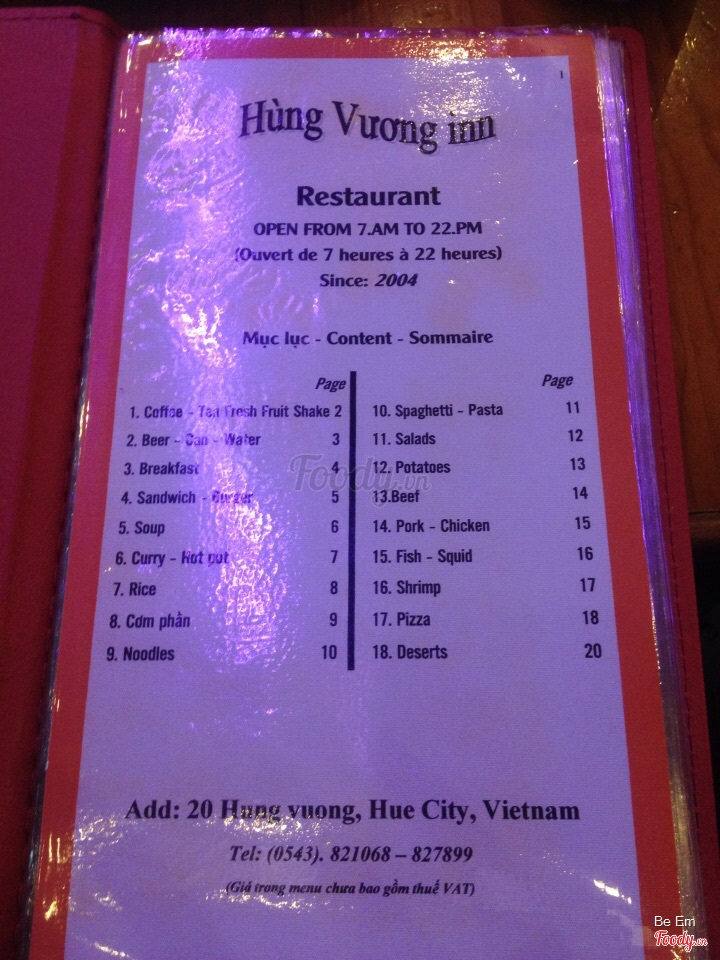 1
Hùng Vương inn
Restaurant
OPEN FROM 7.AM TO 22.PM
(Ouvert de 7 heures à 22 heures)
Since: 2004
Mục lục - Content - Sommaire
Page
1. Coffee - Tea Fresh Fruit Shake 2
2. Beer - Can - Water 3
3. Breakfast 4
4. Sandwich - Burger 5
5. Soup 6
6. Curry - Hot pot 7
7. Rice 8
8. Cơm phần 9
9. Noodles 10
Page
10. Spaghetti - Pasta 11
11. Salads 12
12. Potatoes 13
13.Beef 14
14. Pork - Chicken 15
15. Fish - Squid 16
16. Shrimp 17
17. Pizza 18
18. Deserts 20
Foody.vn
Add: 20 Hung vuong, Hue City, Vietnam
Tel: (0543). 821068 – 827899
(Giá trong menu chưa bao gồm thuế VAT)
Be Em
Foody.vn